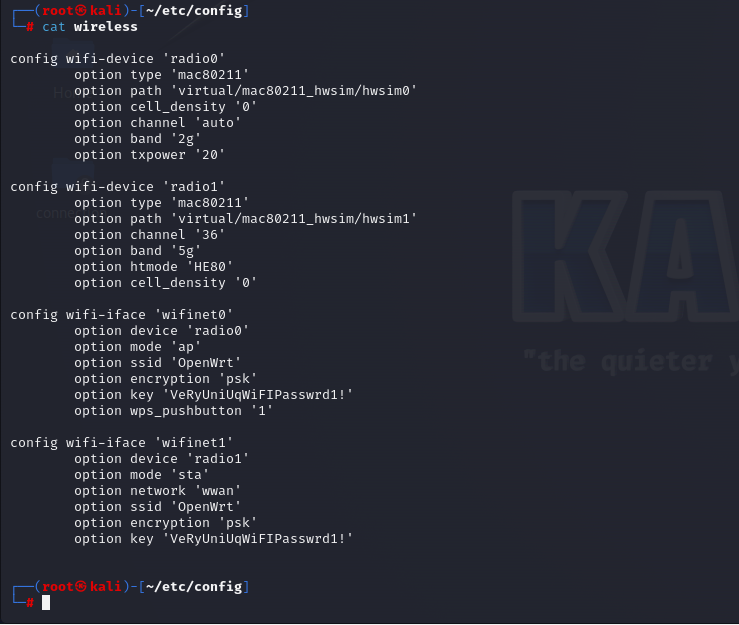 ┌──(root㉿kali)-[~/etc/config]
└─# cat wireless

config wifi-device 'radio0'
        option type 'mac80211'
        option path 'virtual/mac80211_hwsim/hwsim0'
        option cell_density '0'
        option channel 'auto'
        option band '2g'
        option txpower '20'

config wifi-device 'radio1'
        option type 'mac80211'
        option path 'virtual/mac80211_hwsim/hwsim1'
        option channel '36'
        option band '5g'
        option htmode 'HE80'
        option cell_density '0'

config wifi-iface 'wifinet0'
        option device 'radio0'
        option mode 'ap'
        option ssid 'OpenWrt'
        option encryption 'psk'
        option key 'VeRyUniUqWiFIPasswrd1!'
        option wps_pushbutton '1'

config wifi-iface 'wifinet1'
        option device 'radio1'
        option mode 'sta'
        option network 'wwan'
        option ssid 'OpenWrt'
        option encryption 'psk'
        option key 'VeRyUniUqWiFIPasswrd1!'

┌──(root㉿kali)-[~/etc/config]
└─#
KA
"the quieter y